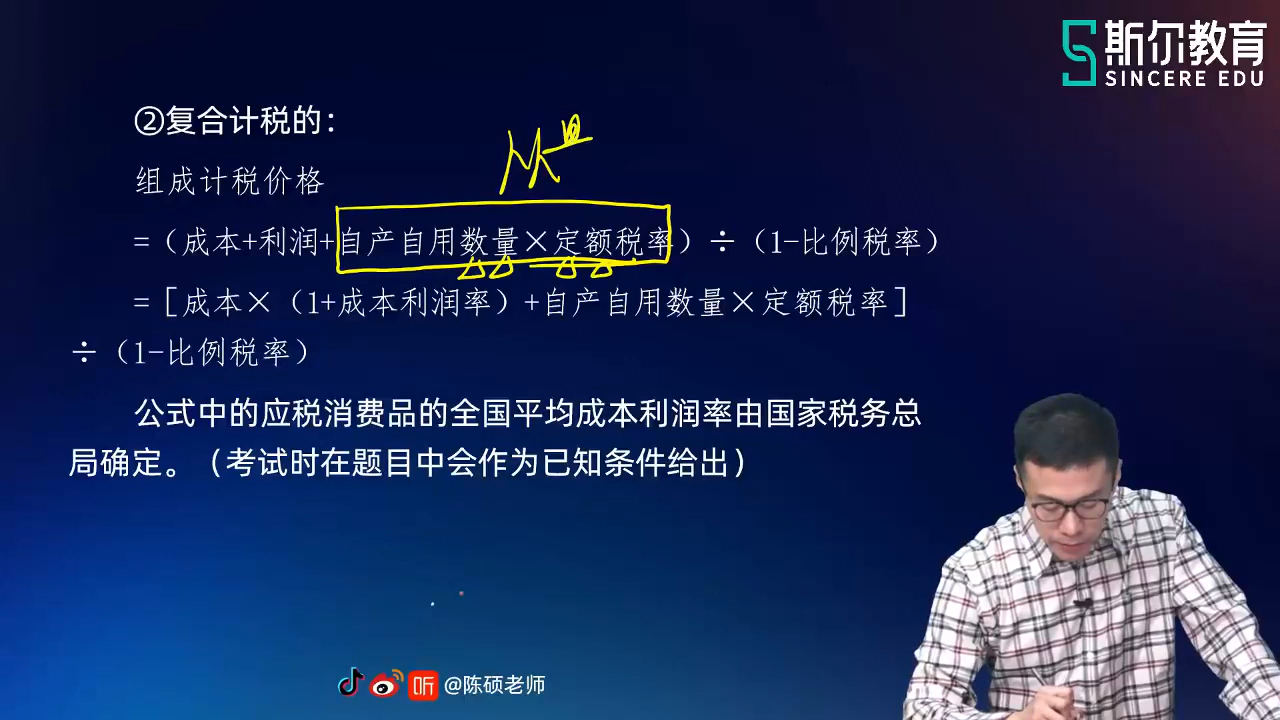 斯尔教育
SINCERE EDU
②复合计税的：
组成计税价格
=（成本+利润+自产自用数量×定额税率）÷（1-比例税率）
=［成本×（1+成本利润率）+自产自用数量×定额税率］
÷（1-比例税率）
公式中的应税消费品的全国平均成本利润率由国家税务总
局确定。（考试时在题目中会作为已知条件给出）
听 @陈硕老师